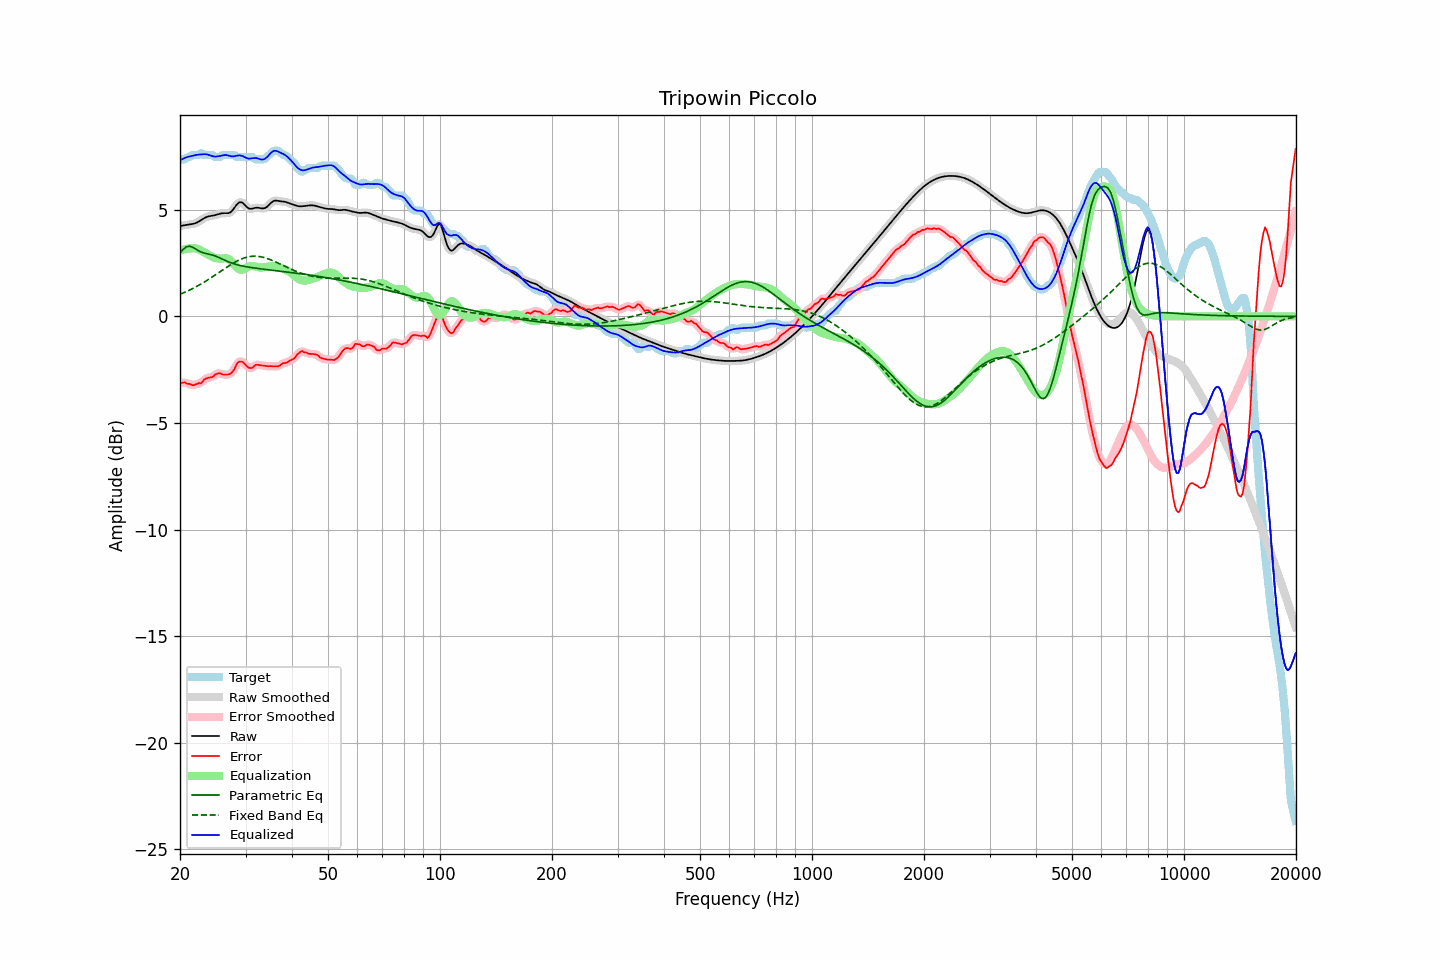 Tripowin Piccolo
Amplitude (dBr)
5
0
−5
−10
−15
−20
−25
Target
Raw Smoothed
Error Smoothed
Raw
Error
Equalization
Parametric Eq
Fixed Band Eq
Equalized
20 50 100 200 500 1000 2000 5000 10000 20000
Frequency (Hz)